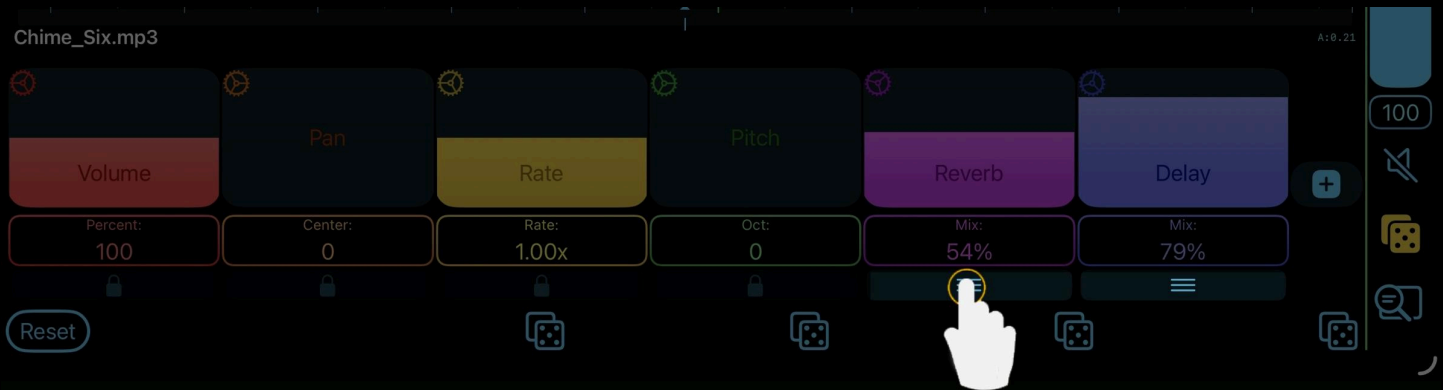 Chime_Six.mp3
A:0.21
Volume
Pan
Rate
Pitch
Reverb
Delay
100
Percent:
100
Center:
0
Rate:
1.00x
Oct:
0
Mix:
54%
Mix:
79%
Reset